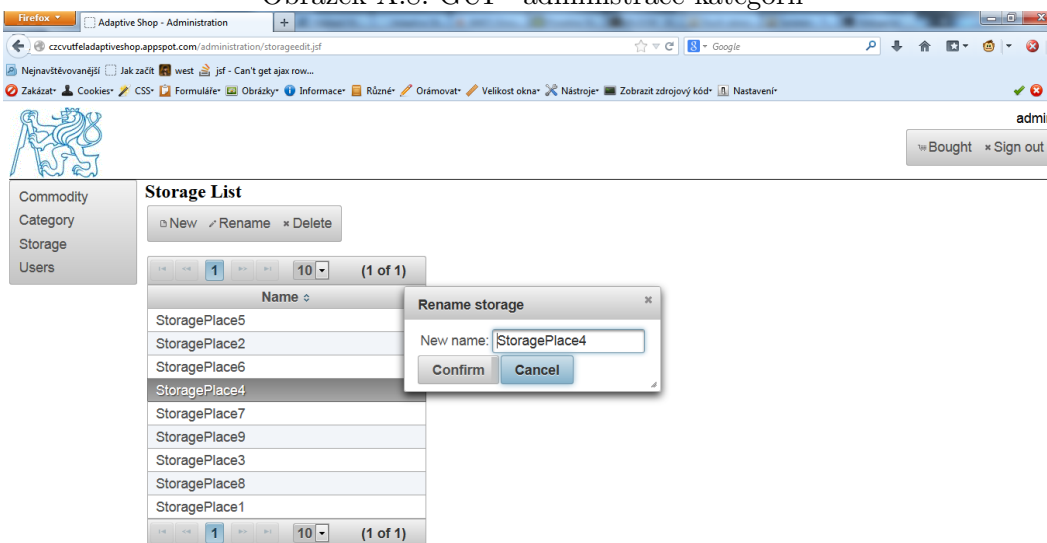 Obrázek A.8: GUI - administrace kategorií
Firefox
Adaptive Shop - Administration
+
czcvutfeladaptiveshop.appspot.com/administration/storageedit.jsf
Google
Nejnavštěvovanější Jak začít west jsf - Can't get ajax row...
Zakázat Cookies CSS Formuláře Obrázky Informace Různé Orámovat Velikost okna Nástroje Zobrazit zdrojový kód Nastavení
admi
Bought Sign out
Commodity
Category
Storage
Users
Storage List
New Rename Delete
1 10 (1 of 1)
Name
StoragePlace5
StoragePlace2
StoragePlace6
StoragePlace4
StoragePlace7
StoragePlace9
StoragePlace3
StoragePlace8
StoragePlace1
1 10 (1 of 1)
Rename storage
New name: StoragePlace4
Confirm Cancel